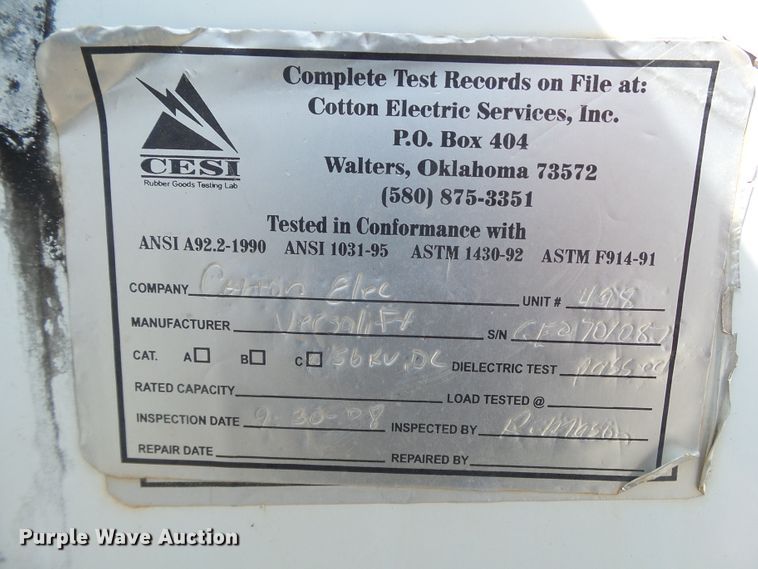 Complete Test Records on File at:
Cotton Electric Services, Inc.
P.O. Box 404
Walters, Oklahoma 73572
(580) 875-3351
CESI
Rubber Goods Testing Lab
Tested in Conformance with
ANSI A92.2-1990 ANSI 1031-95 ASTM 1430-92 ASTM F914-91
COMPANY Cotton Elec UNIT # 498
MANUFACTURER Versalift S/N
CAT. A B C DC DIELECTRIC TEST passed
RATED CAPACITY LOAD TESTED @
INSPECTION DATE 9-30-08 INSPECTED BY R. Mason
REPAIR DATE REPAIRED BY
Purple Wave Auction